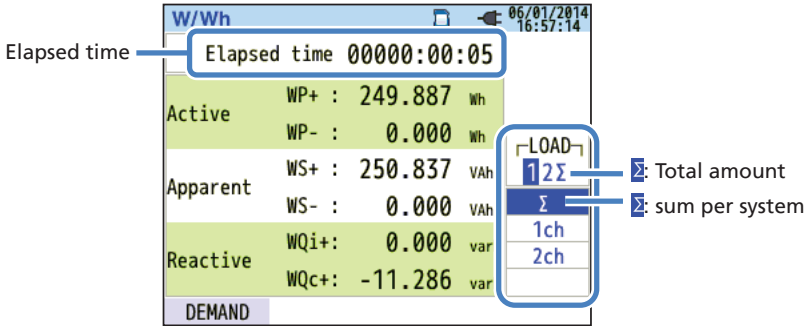 W/Wh 06/01/2014
16:57:14
Elapsed time
Elapsed time 00000:00:05
Active WP+ : 249.887 Wh
WP- : 0.000 Wh
Apparent WS+ : 250.837 VAh
WS- : 0.000 VAh
Reactive WQi+: 0.000 var
WQc+: -11.286 var
LOAD
12Σ
Σ
1ch
2ch
Σ: Total amount
Σ: sum per system
DEMAND